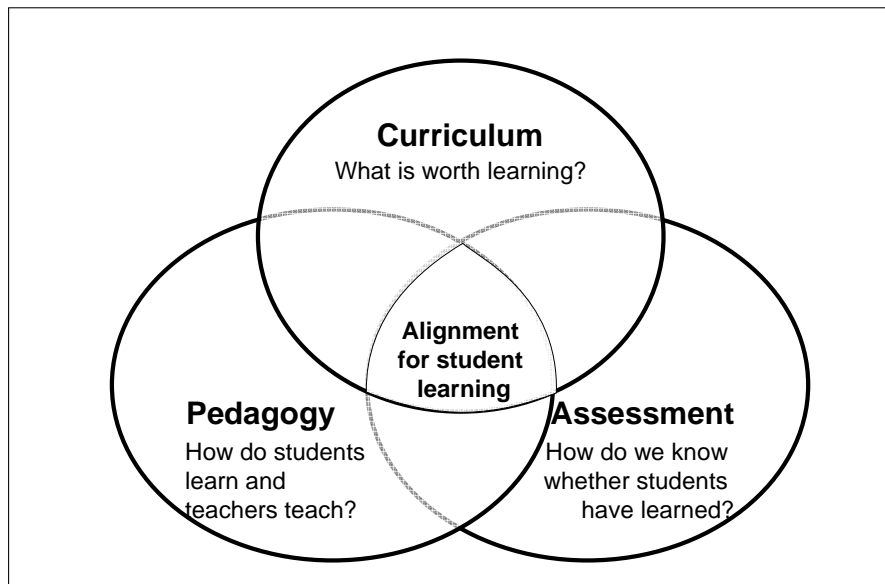 Curriculum
What is worth learning?
Alignment
for student
learning
Pedagogy
How do students
learn and
teachers teach?
Assessment
How do we know
whether students
have learned?